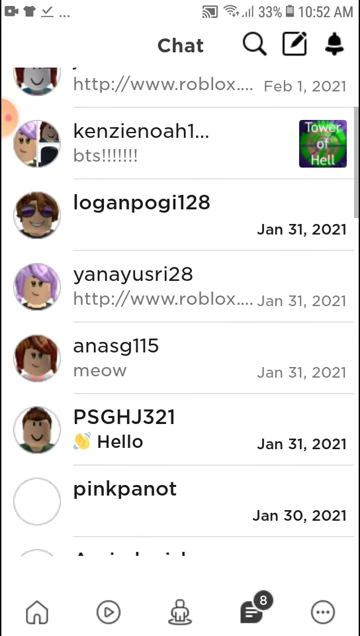 ... 33% 10:52 AM
Chat
http://www.roblox.... Feb 1, 2021
kenzienoah1...
bts!!!!!!!
Tower
of
Hell
loganpogi128
Jan 31, 2021
yanayusri28
http://www.roblox.... Jan 31, 2021
anasg115
meow Jan 31, 2021
PSGHJ321
👋 Hello Jan 31, 2021
pinkpanot
Jan 30, 2021
8